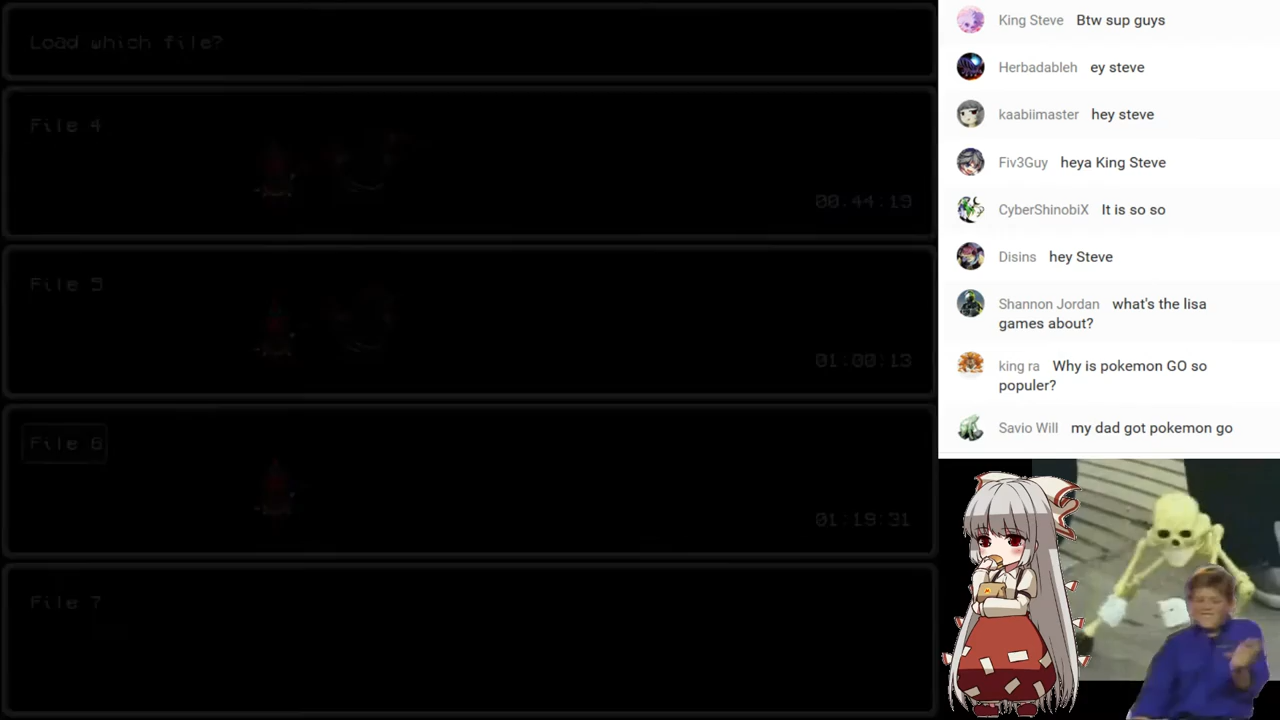 Load which file?
File 4
00:44:19
File 5
01:00:13
File 6
01:19:31
File 7
King Steve Btw sup guys
Herbadableh ey steve
kaabiimaster hey steve
Fiv3Guy heya King Steve
CyberShinobiX It is so so
Disins hey Steve
Shannon Jordan what's the lisa
games about?
king ra Why is pokemon GO so
populer?
Savio Will my dad got pokemon go